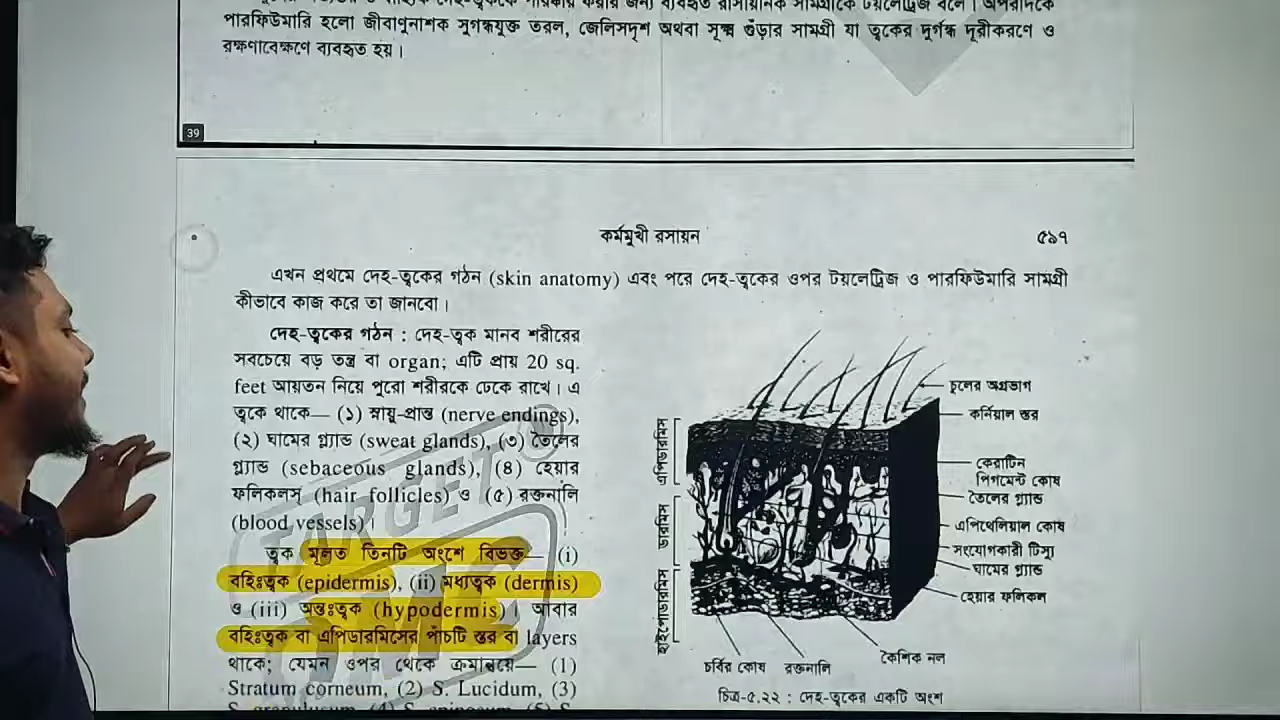 পারফিউমারি হলো জীবাণুনাশক সুগন্ধযুক্ত তরল, জেলিসদৃশ অথবা সূক্ষ্ম গুঁড়ার সামগ্রী যা ত্বকের দুর্গন্ধ দূরীকরণে ও
রক্ষণাবেক্ষণে ব্যবহৃত হয়।
39
কর্মমুখী রসায়ন
৫৯৭
এখন প্রথমে দেহ-ত্বকের গঠন (skin anatomy) এবং পরে দেহ-ত্বকের ওপর টয়লেট্রিজ ও পারফিউমারি সামগ্রী
কীভাবে কাজ করে তা জানবো।
দেহ-ত্বকের গঠন : দেহ-ত্বক মানব শরীরের
সবচেয়ে বড় তন্ত্র বা organ; এটি প্রায় 20 sq.
feet আয়তন নিয়ে পুরো শরীরকে ঢেকে রাখে। এ
ত্বকে থাকে— (১) স্নায়ু-প্রান্ত (nerve endings),
(২) ঘামের গ্ল্যান্ড (sweat glands), (৩) তৈলের
গ্ল্যান্ড (sebaceous glands), (৪) হেয়ার
ফলিকলস্ (hair follicles) ও (৫) রক্তনালি
(blood vessels)।
ত্বক মূলত তিনটি অংশে বিভক্ত— (i)
বহিঃত্বক (epidermis), (ii) মধ্যত্বক (dermis)
ও (iii) অন্তঃত্বক (hypodermis)। আবার
বহিঃত্বক বা এপিডারমিসের পাঁচটি স্তর বা layers
থাকে; যেমন ওপর থেকে ক্রমান্বয়ে— (1)
Stratum corneum, (2) S. Lucidum, (3)
চুলের অগ্রভাগ
কর্নিয়াল স্তর
কেরাটিন
পিগমেন্ট কোষ
তৈলের গ্ল্যান্ড
এপিথেলিয়াল কোষ
সংযোগকারী টিস্যু
ঘামের গ্ল্যান্ড
হেয়ার ফলিকল
এপিডারমিস
ডারমিস
হাইপোডারমিস
চর্বির কোষ
রক্তনালি
কৈশিক নল
চিত্র-৫.২২ : দেহ-ত্বকের একটি অংশ
TARGET